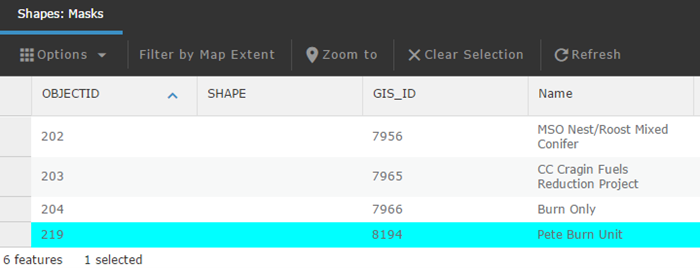 Shapes: Masks
Options Filter by Map Extent Zoom to Clear Selection Refresh
OBJECTID SHAPE GIS_ID Name
202 7956 MSO Nest/Roost Mixed
Conifer
203 7965 CC Cragin Fuels
Reduction Project
204 7966 Burn Only
219 8194 Pete Burn Unit
6 features 1 selected